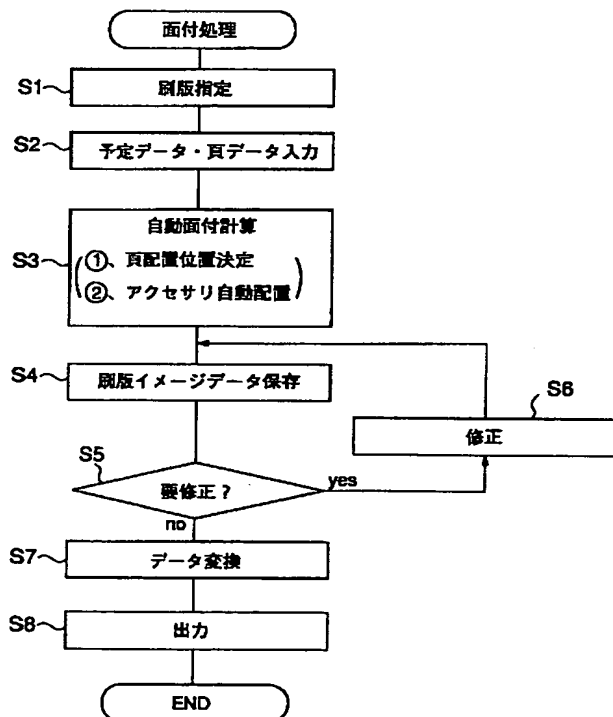 面付処理
S1 刷版指定
S2 予定データ・頁データ入力
自動面付計算
S3 ①、頁配置位置決定
②、アクセサリ自動配置
S4 刷版イメージデータ保存
S6
修正
S5
要修正？ yes
no
S7 データ変換
S8 出力
END